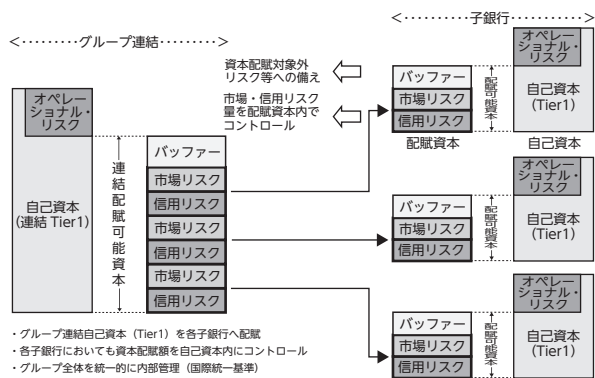 <………グループ連結………>
オペレー
ショナル・
リスク
自己資本
(連結 Tier1)
連結配賦可能資本
バッファー
市場リスク
信用リスク
市場リスク
信用リスク
市場リスク
信用リスク
資本配賦対象外
リスク等への備え
市場・信用リスク
量を配賦資本内で
コントロール
<…………子銀行…………>
バッファー
市場リスク
信用リスク
配賦資本
配賦可能資本
オペレー
ショナル・
リスク
自己資本
(Tier1)
自己資本
バッファー
市場リスク
信用リスク
配賦可能資本
オペレー
ショナル・
リスク
自己資本
(Tier1)
バッファー
市場リスク
信用リスク
配賦可能資本
オペレー
ショナル・
リスク
自己資本
(Tier1)
・グループ連結自己資本(Tier1)を各子銀行へ配賦
・各子銀行においても資本配賦額を自己資本内にコントロール
・グループ全体を統一的に内部管理(国際統一基準)